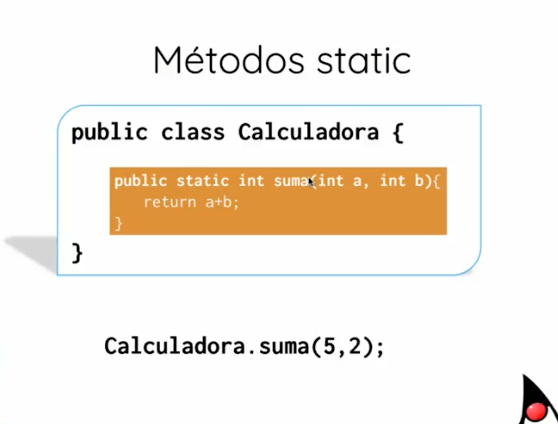 Métodos static
public class Calculadora {
public static int suma(int a, int b){
return a+b;
}
}
Calculadora.suma(5,2);